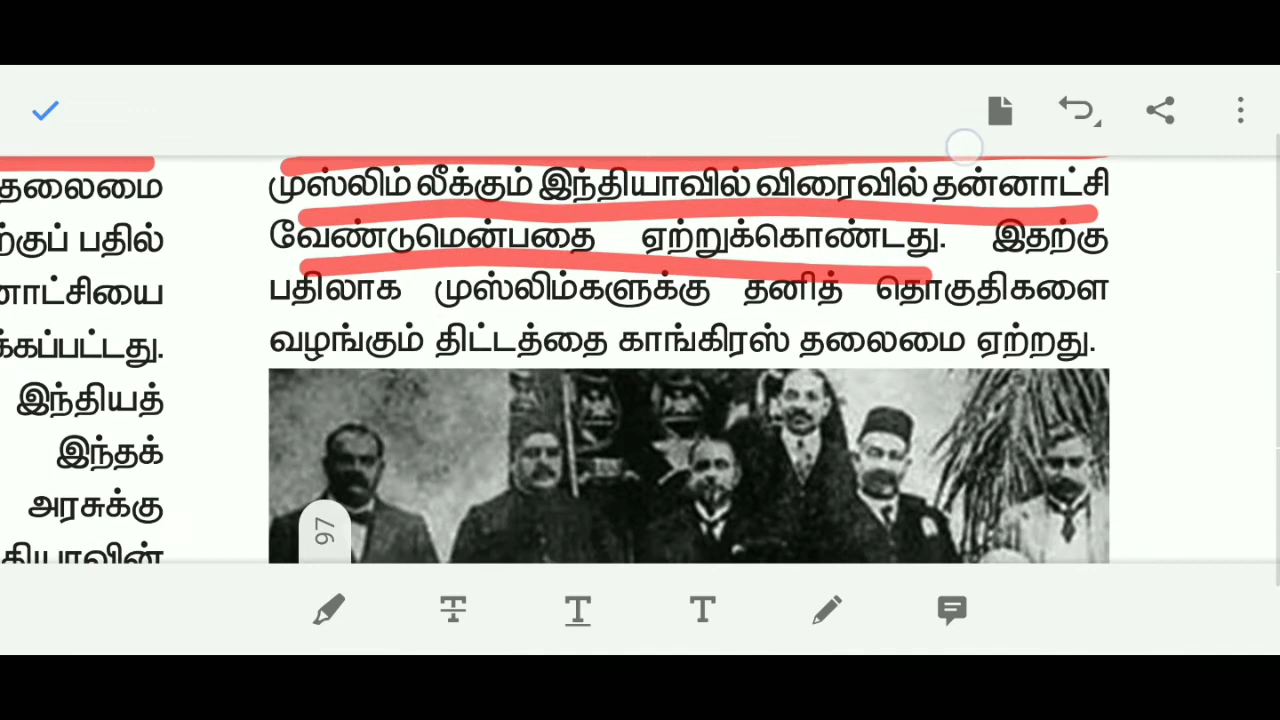 தலைமை
ற்குப் பதில்
னாட்சியை
க்கப்பட்டது.
இந்தியத்
இந்தக்
அரசுக்கு
முஸ்லிம் லீக்கும் இந்தியாவில் விரைவில் தன்னாட்சி
வேண்டுமென்பதை ஏற்றுக்கொண்டது. இதற்கு
பதிலாக முஸ்லிம்களுக்கு தனித் தொகுதிகளை
வழங்கும் திட்டத்தை காங்கிரஸ் தலைமை ஏற்றது.
97